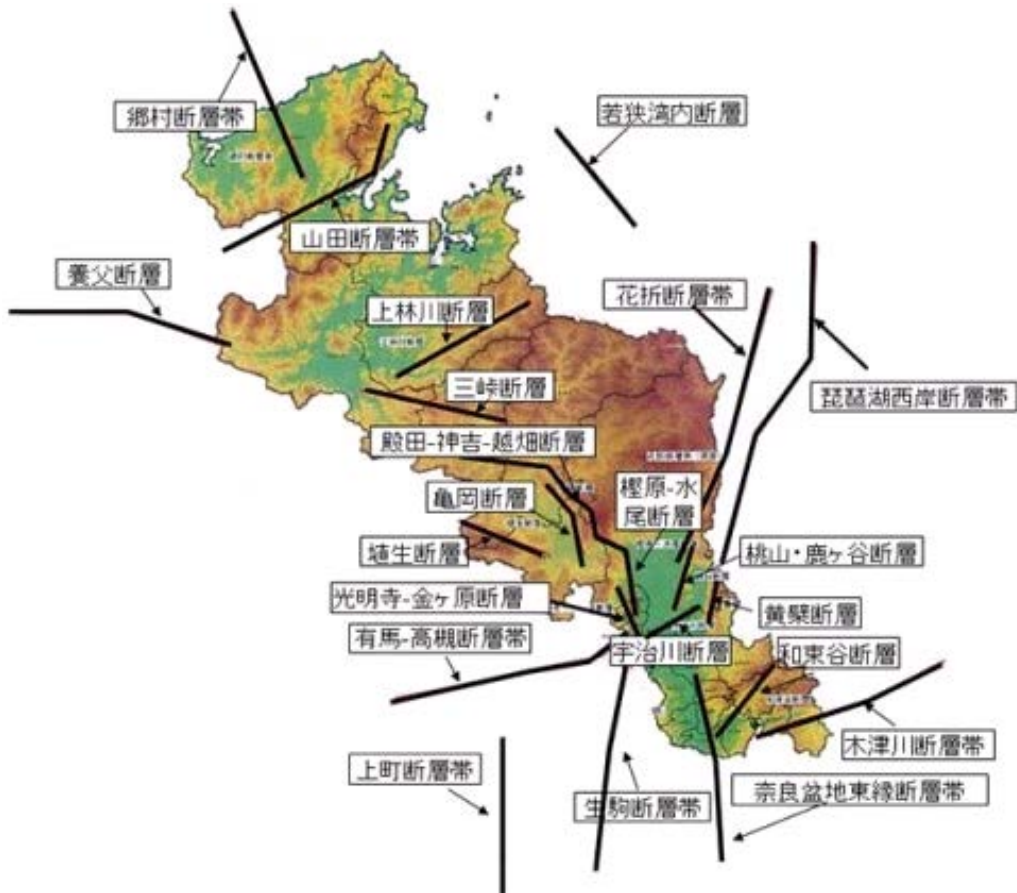 郷村断層帯
若狭湾内断層
山田断層帯
養父断層
花折断層帯
上林川断層
琵琶湖西岸断層帯
三峠断層
殿田-神吉-越畑断層
樫原-水
尾断層
亀岡断層
埴生断層
桃山・鹿ヶ谷断層
光明寺-金ヶ原断層
黄檗断層
有馬-高槻断層帯
宇治川断層
和束谷断層
木津川断層帯
上町断層帯
生駒断層帯
奈良盆地東縁断層帯